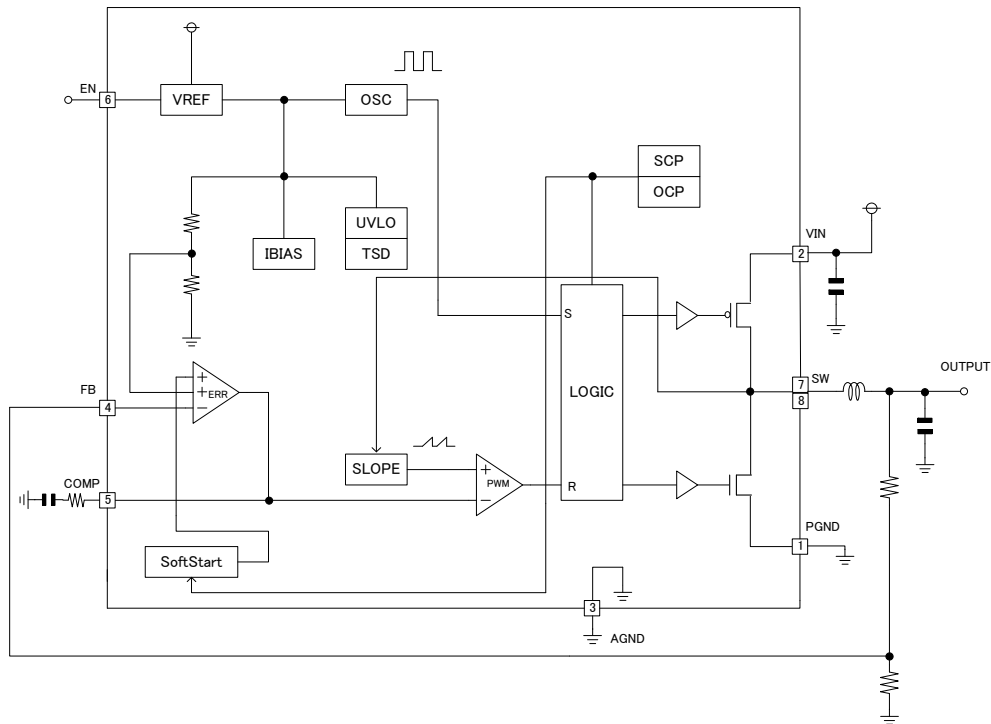 EN
6
VREF
OSC
SCP
OCP
UVLO
TSD
IBIAS
VIN
2
S
LOGIC
FB
4
+
+
−
ERR
SW
7
8
OUTPUT
COMP
5
SLOPE
+
−
PWM
R
PGND
1
SoftStart
3
AGND